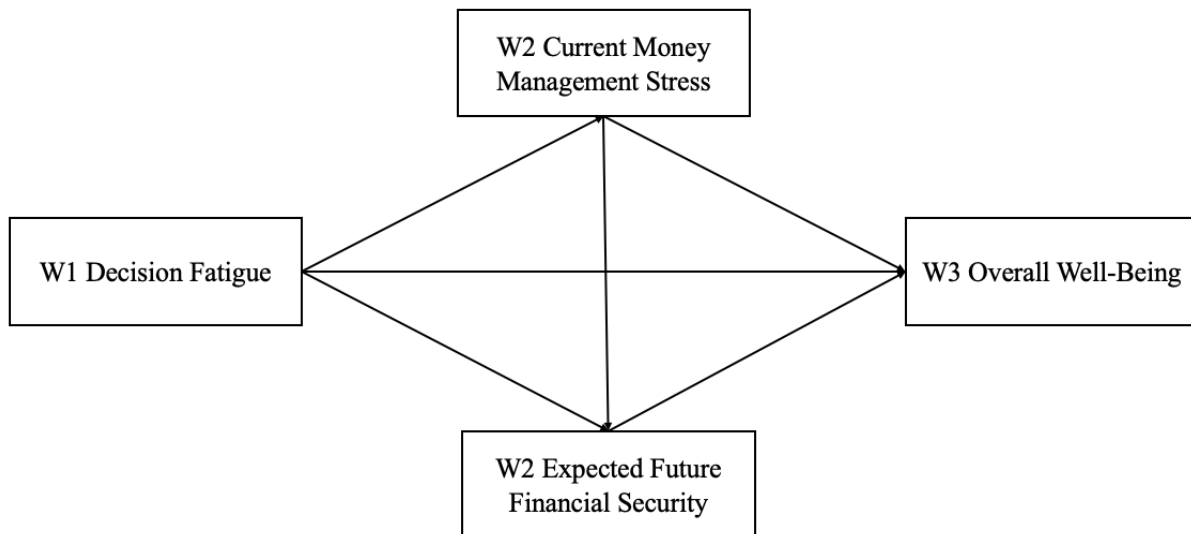 W2 Current Money
Management Stress
W1 Decision Fatigue
W3 Overall Well-Being
W2 Expected Future
Financial Security